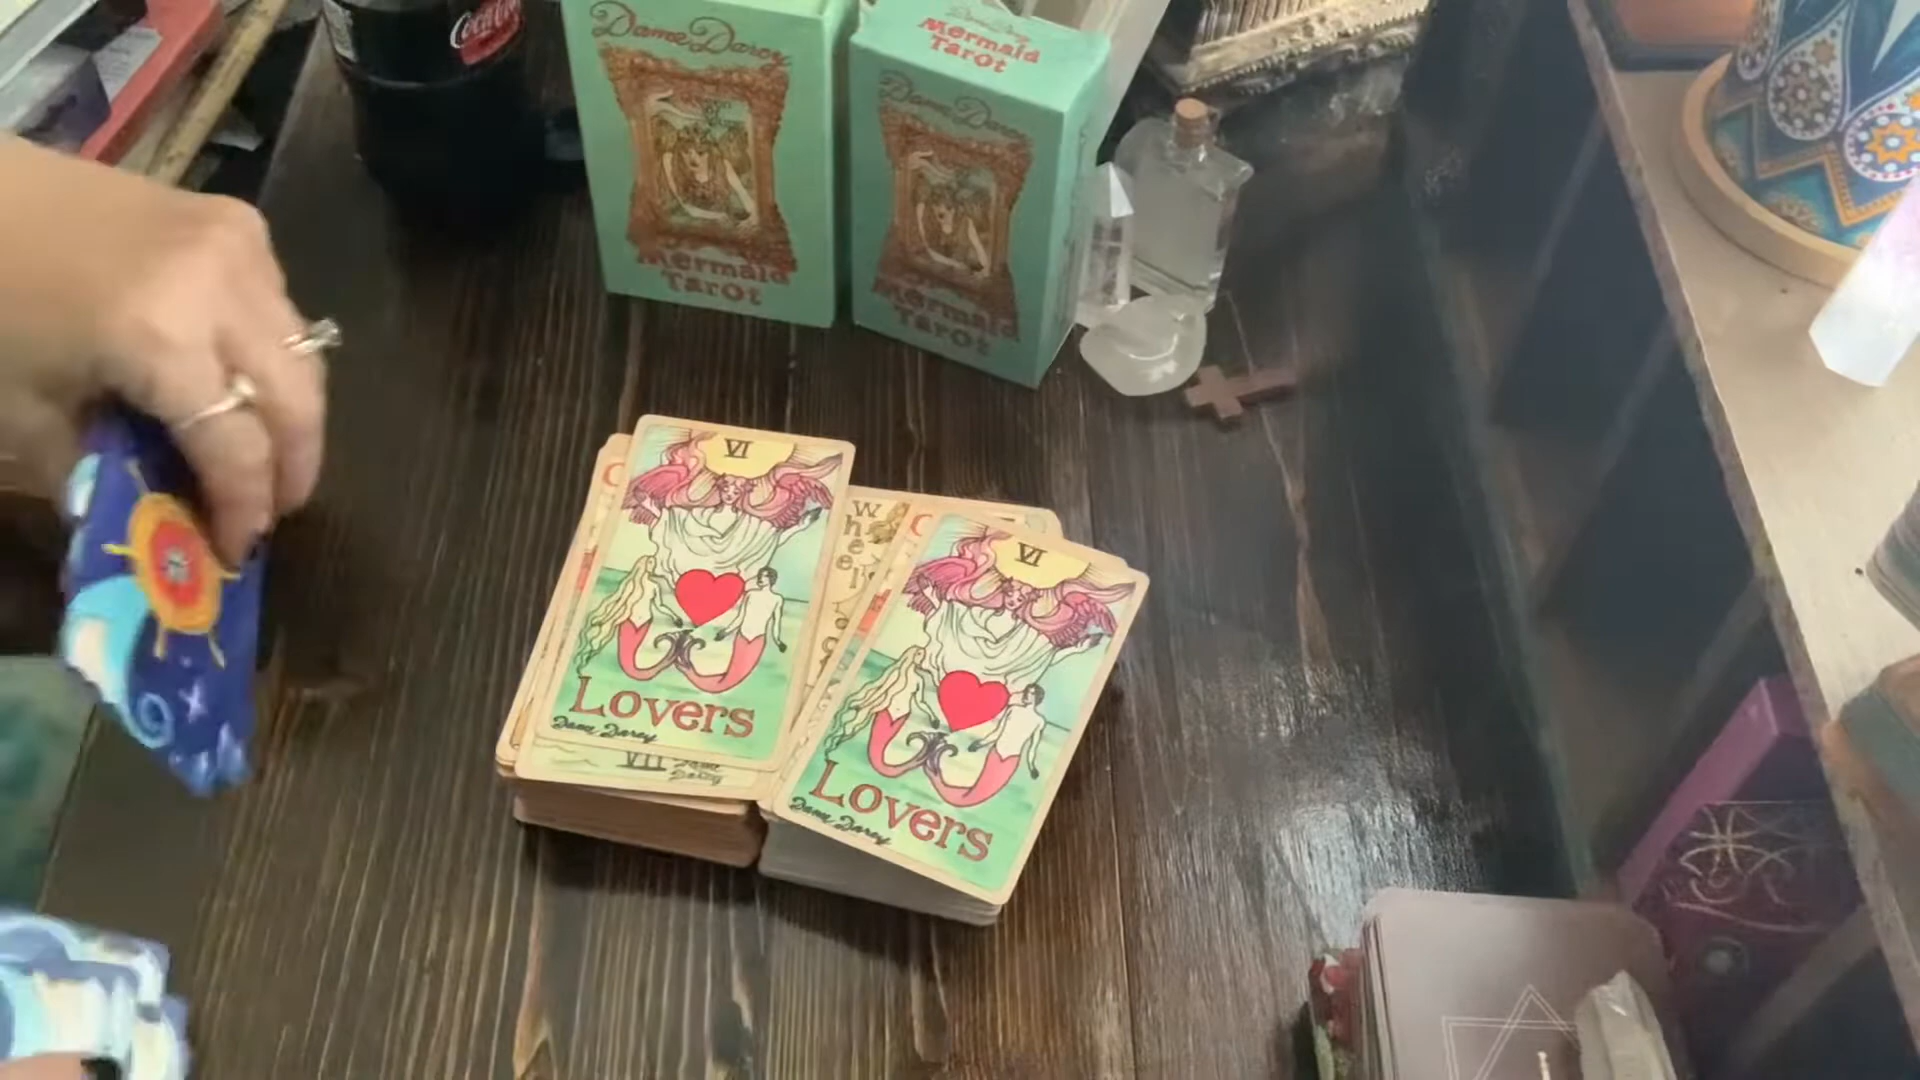 Coca-Cola
Dame Darcy
Mermaid
Tarot
Mermaid
Tarot
Dame Darcy
Mermaid
Tarot
VI
Lovers
Dame Darcy
VII Dame
Darcy
wheel
VI
Lovers
Dame Darcy